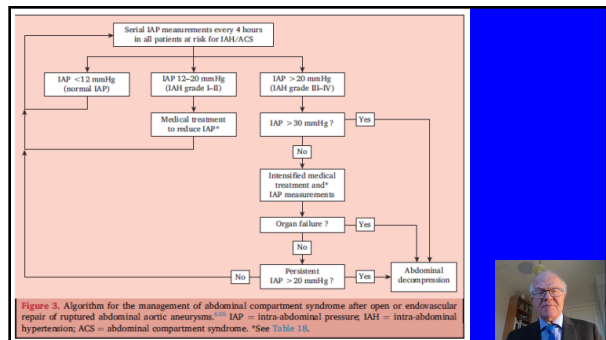 Serial IAP measurements every 4 hours
in all patients at risk for IAH/ACS
IAP <12 mmHg
(normal IAP)
IAP 12–20 mmHg
(IAH grade I–II)
IAP >20 mmHg
(IAH grade III–IV)
Medical treatment
to reduce IAP*
IAP >30 mmHg ?
Yes
No
Intensified medical
treatment and*
IAP measurements
Organ failure ?
Yes
No
No
Persistent
IAP >20 mmHg ?
Yes
Abdominal
decompression
Figure 3. Algorithm for the management of abdominal compartment syndrome after open or endovascular
repair of ruptured abdominal aortic aneurysms.655 IAP = intra-abdominal pressure; IAH = intra-abdominal
hypertension; ACS = abdominal compartment syndrome. *See Table 18.